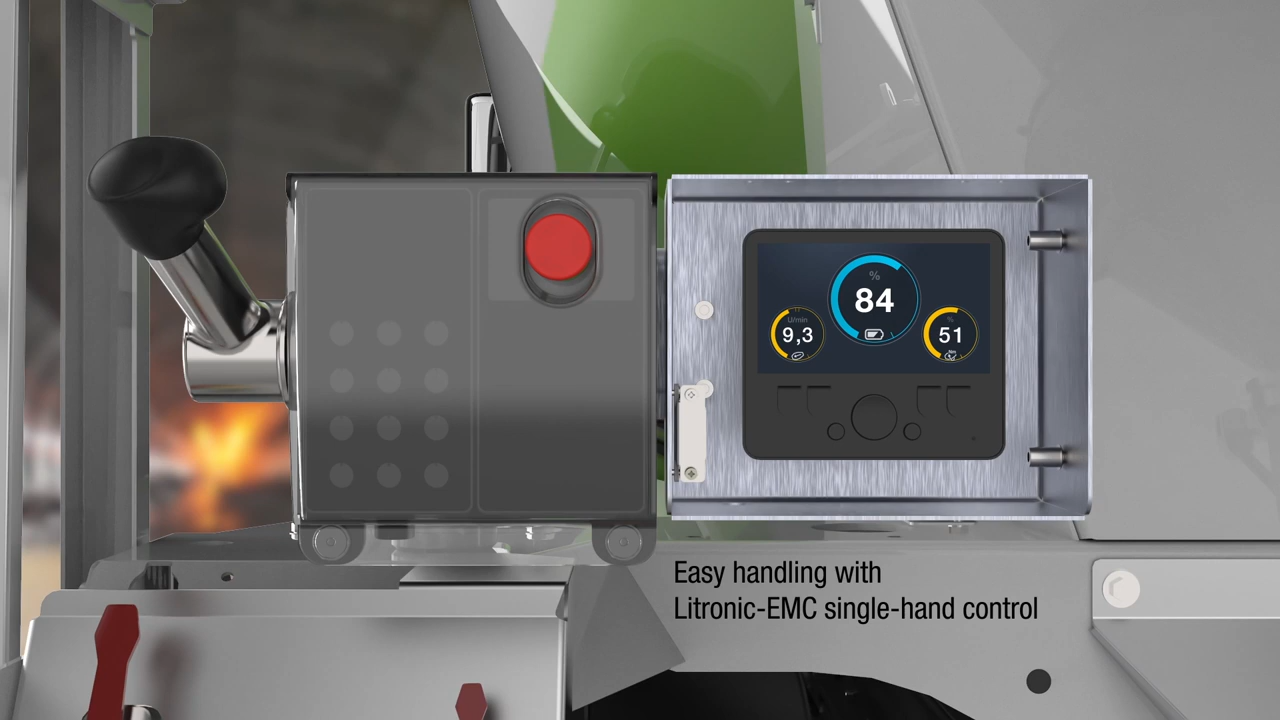 %
84
U/min
9,3
%
51
Easy handling with
Litronic-EMC single-hand control